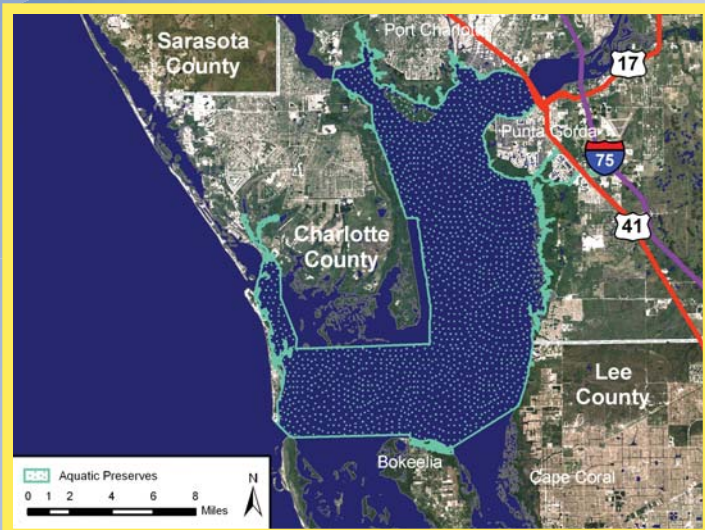 Sarasota
County
Port Charlotte
17
Punta Gorda
75
41
Charlotte
County
Lee
County
Aquatic Preserves
N
0 1 2 4 6 8
Miles
Bokeelia
Cape Coral